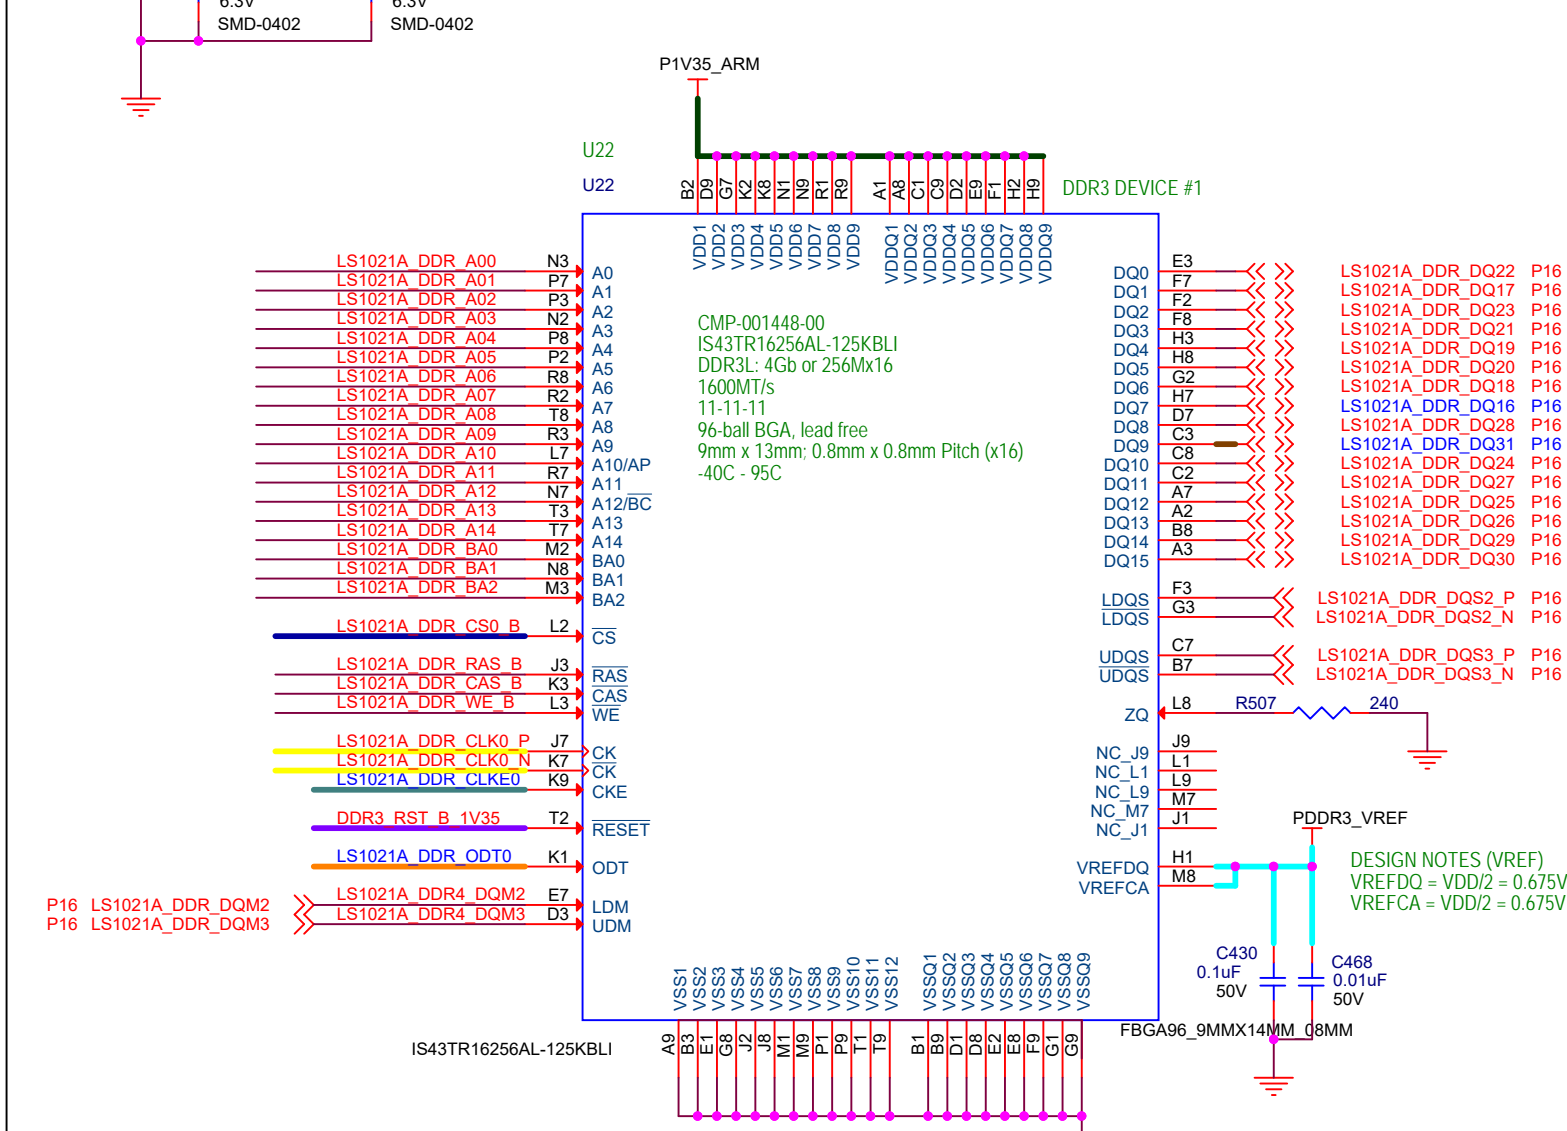 6.3V 6.3V
SMD-0402 SMD-0402
P1V35_ARM
U22
U22
DDR3 DEVICE #1
B2 D9 G7 K2 K8 N1 N9 R1 R9 A1 A8 C1 C9 D2 E9 F1 H2 H9
VDD1 VDD2 VDD3 VDD4 VDD5 VDD6 VDD7 VDD8 VDD9 VDDQ1 VDDQ2 VDDQ3 VDDQ4 VDDQ5 VDDQ6 VDDQ7 VDDQ8 VDDQ9
LS1021A_DDR_A00 N3 A0
LS1021A_DDR_A01 P7 A1
LS1021A_DDR_A02 P3 A2
LS1021A_DDR_A03 N2 A3
LS1021A_DDR_A04 P8 A4
LS1021A_DDR_A05 P2 A5
LS1021A_DDR_A06 R8 A6
LS1021A_DDR_A07 R2 A7
LS1021A_DDR_A08 T8 A8
LS1021A_DDR_A09 R3 A9
LS1021A_DDR_A10 L7 A10/AP
LS1021A_DDR_A11 R7 A11
LS1021A_DDR_A12 N7 A12/BC
LS1021A_DDR_A13 T3 A13
LS1021A_DDR_A14 T7 A14
LS1021A_DDR_BA0 M2 BA0
LS1021A_DDR_BA1 N8 BA1
LS1021A_DDR_BA2 M3 BA2
LS1021A_DDR_CS0_B L2 CS
LS1021A_DDR_RAS_B J3 RAS
LS1021A_DDR_CAS_B K3 CAS
LS1021A_DDR_WE_B L3 WE
LS1021A_DDR_CLK0_P J7 CK
LS1021A_DDR_CLK0_N K7 CK
LS1021A_DDR_CLKE0 K9 CKE
DDR3_RST_B_1V35 T2 RESET
LS1021A_DDR_ODT0 K1 ODT
P16 LS1021A_DDR_DQM2 LS1021A_DDR4_DQM2 E7 LDM
P16 LS1021A_DDR_DQM3 LS1021A_DDR4_DQM3 D3 UDM
CMP-001448-00
IS43TR16256AL-125KBLI
DDR3L: 4Gb or 256Mx16
1600MT/s
11-11-11
96-ball BGA, lead free
9mm x 13mm; 0.8mm x 0.8mm Pitch (x16)
-40C - 95C
DQ0 E3 LS1021A_DDR_DQ22 P16
DQ1 F7 LS1021A_DDR_DQ17 P16
DQ2 F2 LS1021A_DDR_DQ23 P16
DQ3 F8 LS1021A_DDR_DQ21 P16
DQ4 H3 LS1021A_DDR_DQ19 P16
DQ5 H8 LS1021A_DDR_DQ20 P16
DQ6 G2 LS1021A_DDR_DQ18 P16
DQ7 H7 LS1021A_DDR_DQ16 P16
DQ8 D7 LS1021A_DDR_DQ28 P16
DQ9 C3 LS1021A_DDR_DQ31 P16
DQ10 C8 LS1021A_DDR_DQ24 P16
DQ11 C2 LS1021A_DDR_DQ27 P16
DQ12 A7 LS1021A_DDR_DQ25 P16
DQ13 A2 LS1021A_DDR_DQ26 P16
DQ14 B8 LS1021A_DDR_DQ29 P16
DQ15 A3 LS1021A_DDR_DQ30 P16
LDQS F3 LS1021A_DDR_DQS2_P P16
LDQS G3 LS1021A_DDR_DQS2_N P16
UDQS C7 LS1021A_DDR_DQS3_P P16
UDQS B7 LS1021A_DDR_DQS3_N P16
ZQ L8 R507 240
NC_J9 J9
NC_L1 L1
NC_L9 L9
NC_M7 M7
NC_J1 J1
PDDR3_VREF
VREFDQ H1
VREFCA M8
DESIGN NOTES (VREF)
VREFDQ = VDD/2 = 0.675V
VREFCA = VDD/2 = 0.675V
C430
0.1uF
50V
C468
0.01uF
50V
VSS1 VSS2 VSS3 VSS4 VSS5 VSS6 VSS7 VSS8 VSS9 VSS10 VSS11 VSS12 VSSQ1 VSSQ2 VSSQ3 VSSQ4 VSSQ5 VSSQ6 VSSQ7 VSSQ8 VSSQ9
FBGA96_9MMX14MM_08MM
IS43TR16256AL-125KBLI
A9 B3 E1 G8 J2 J8 M1 M9 P1 P9 T1 T9 B1 B9 D1 D8 E2 E8 F9 G1 G9